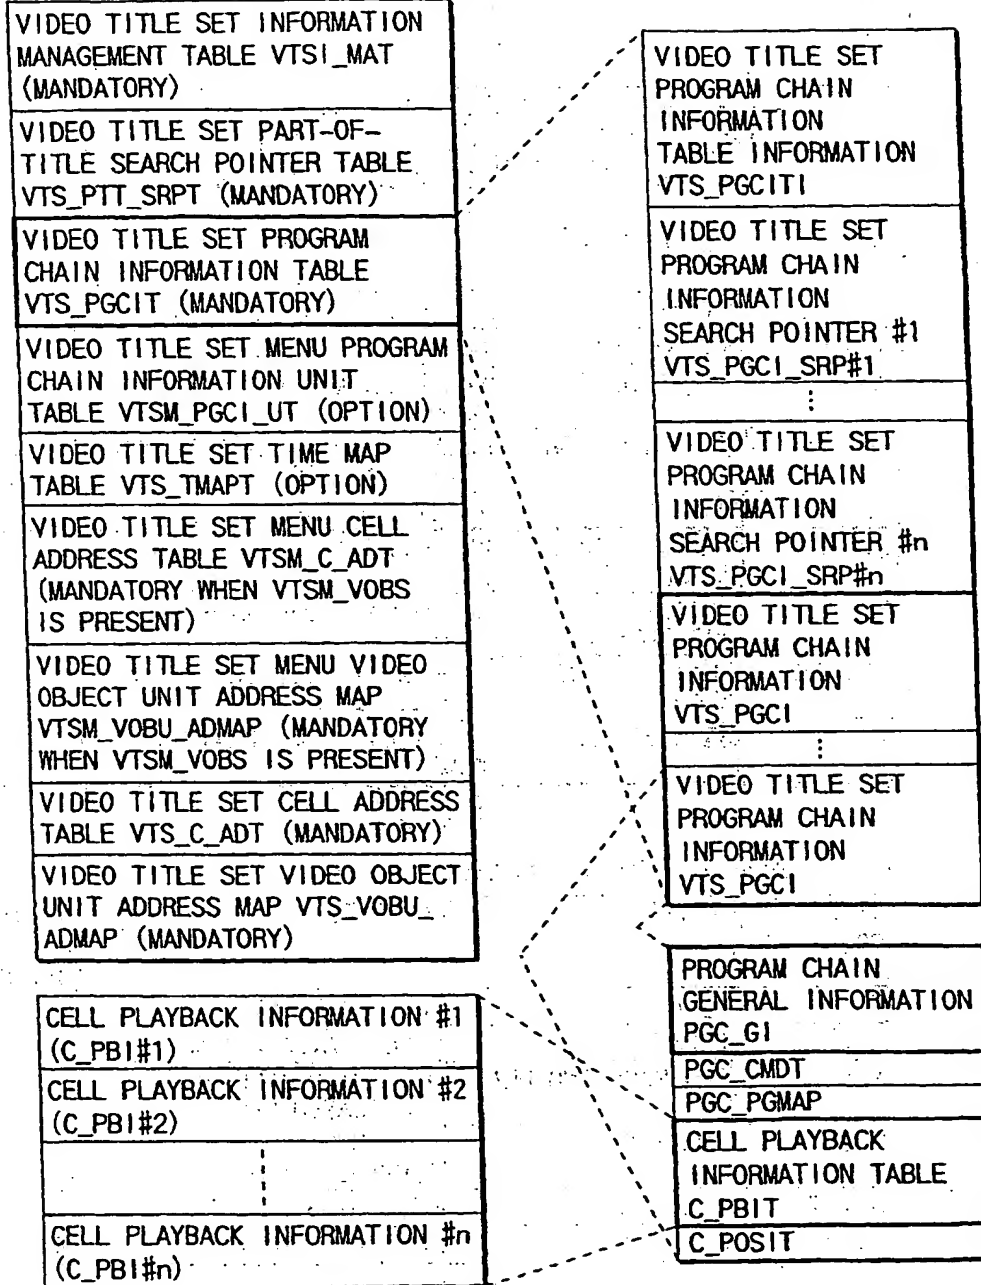 VIDEO TITLE SET INFORMATION
MANAGEMENT TABLE VTSI_MAT
(MANDATORY)
VIDEO TITLE SET PART-OF-
TITLE SEARCH POINTER TABLE
VTS_PTT_SRPT (MANDATORY)
VIDEO TITLE SET PROGRAM
CHAIN INFORMATION TABLE
VTS_PGCIT (MANDATORY)
VIDEO TITLE SET MENU PROGRAM
CHAIN INFORMATION UNIT
TABLE VTSM_PGCI_UT (OPTION)
VIDEO TITLE SET TIME MAP
TABLE VTS_TMAPT (OPTION)
VIDEO TITLE SET MENU CELL
ADDRESS TABLE VTSM_C_ADT
(MANDATORY WHEN VTSM_VOBS
IS PRESENT)
VIDEO TITLE SET MENU VIDEO
OBJECT UNIT ADDRESS MAP
VTSM_VOBU_ADMAP (MANDATORY
WHEN VTSM_VOBS IS PRESENT)
VIDEO TITLE SET CELL ADDRESS
TABLE VTS_C_ADT (MANDATORY)
VIDEO TITLE SET VIDEO OBJECT
UNIT ADDRESS MAP VTS_VOBU_
ADMAP (MANDATORY)
VIDEO TITLE SET
PROGRAM CHAIN
INFORMATION
TABLE INFORMATION
VTS_PGCITI
VIDEO TITLE SET
PROGRAM CHAIN
INFORMATION
SEARCH POINTER #1
VTS_PGCI_SRP#1
VIDEO TITLE SET
PROGRAM CHAIN
INFORMATION
SEARCH POINTER #n
VTS_PGCI_SRP#n
VIDEO TITLE SET
PROGRAM CHAIN
INFORMATION
VTS_PGCI
VIDEO TITLE SET
PROGRAM CHAIN
INFORMATION
VTS_PGCI
PROGRAM CHAIN
GENERAL INFORMATION
PGC_GI
PGC_CMDT
PGC_PGMAP
CELL PLAYBACK
INFORMATION TABLE
C_PBIT
C_POSIT
CELL PLAYBACK INFORMATION #1
(C_PBI#1)
CELL PLAYBACK INFORMATION #2
(C_PBI#2)
CELL PLAYBACK INFORMATION #n
(C_PBI#n)